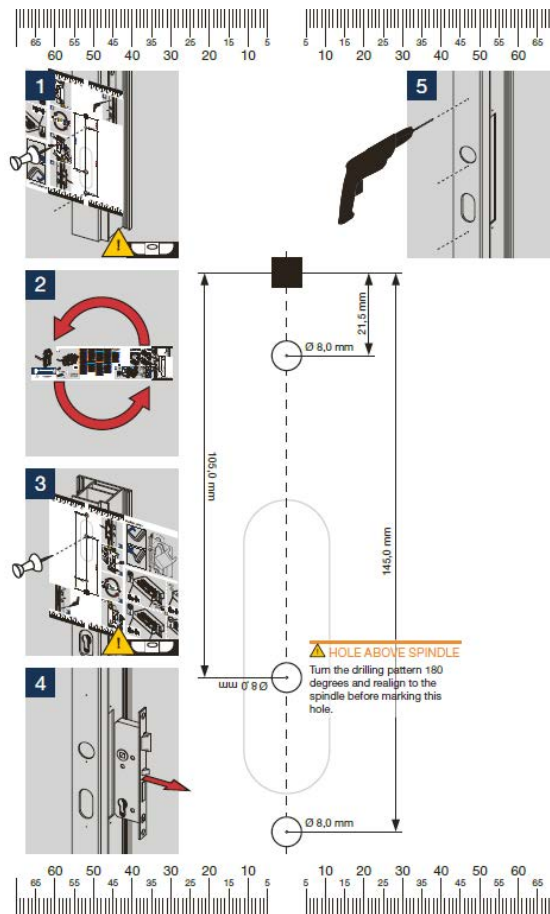 65 55 45 35 25 15 5 5 15 25 35 45 55 65
60 50 40 30 20 10 10 20 30 40 50 60
1
5
2
21,5 mm
Ø 8,0 mm
105,0 mm
3
145,0 mm
HOLE ABOVE SPINDLE
Turn the drilling pattern 180
degrees and realign to the
spindle before marking this
hole.
Ø 8,0 mm
4
Ø 8,0 mm
60 50 40 30 20 10 10 20 30 40 50 60
65 55 45 35 25 15 5 5 15 25 35 45 55 65